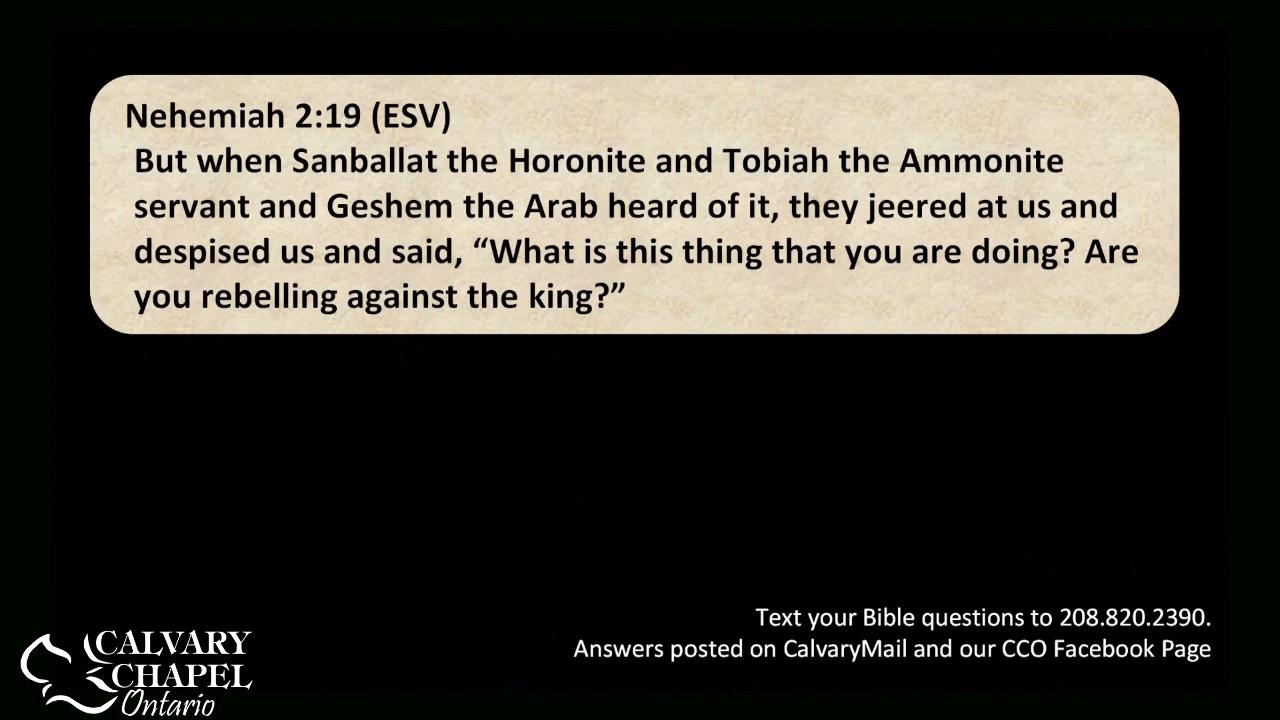 Nehemiah 2:19 (ESV)
But when Sanballat the Horonite and Tobiah the Ammonite
servant and Geshem the Arab heard of it, they jeered at us and
despised us and said, “What is this thing that you are doing? Are
you rebelling against the king?”
Text your Bible questions to 208.820.2390.
Answers posted on CalvaryMail and our CCO Facebook Page
CALVARY
CHAPEL
Ontario